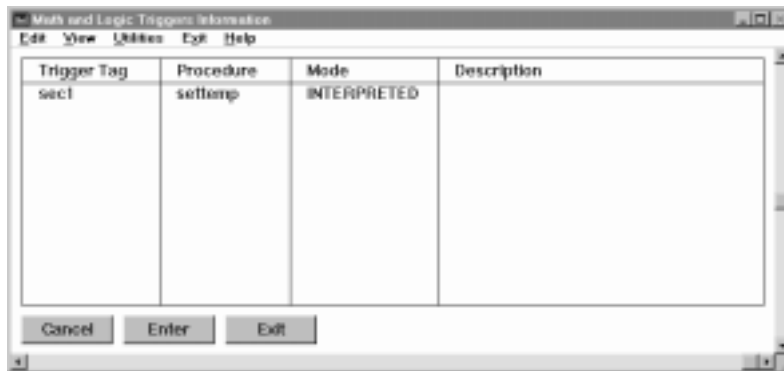 Math and Logic Triggers Information
Edit View Utilities Exit Help
Trigger Tag Procedure Mode Description
sec1 settemp INTERPRETED
Cancel Enter Exit